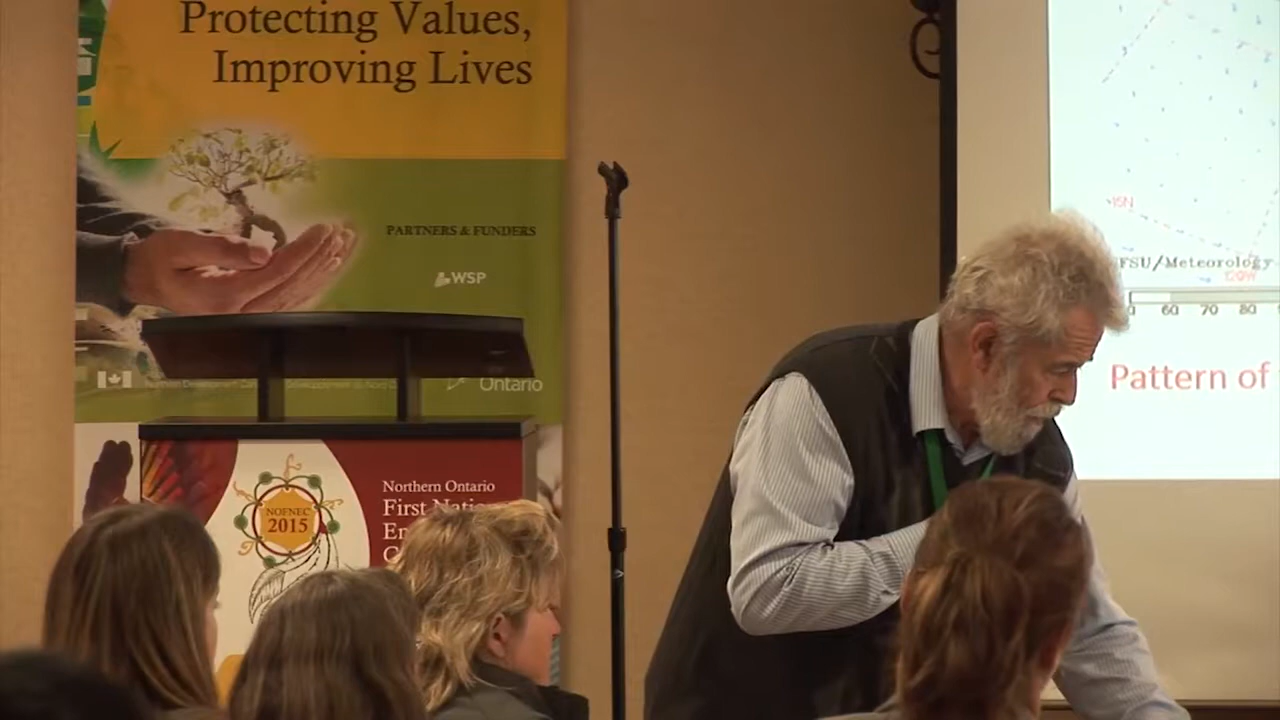 Protecting Values,
Improving Lives
PARTNERS & FUNDERS
WSP
Ontario
NOFNEC
2015
Northern Ontario
First
15N
FSU/Meteorology
60 70 80
Pattern of